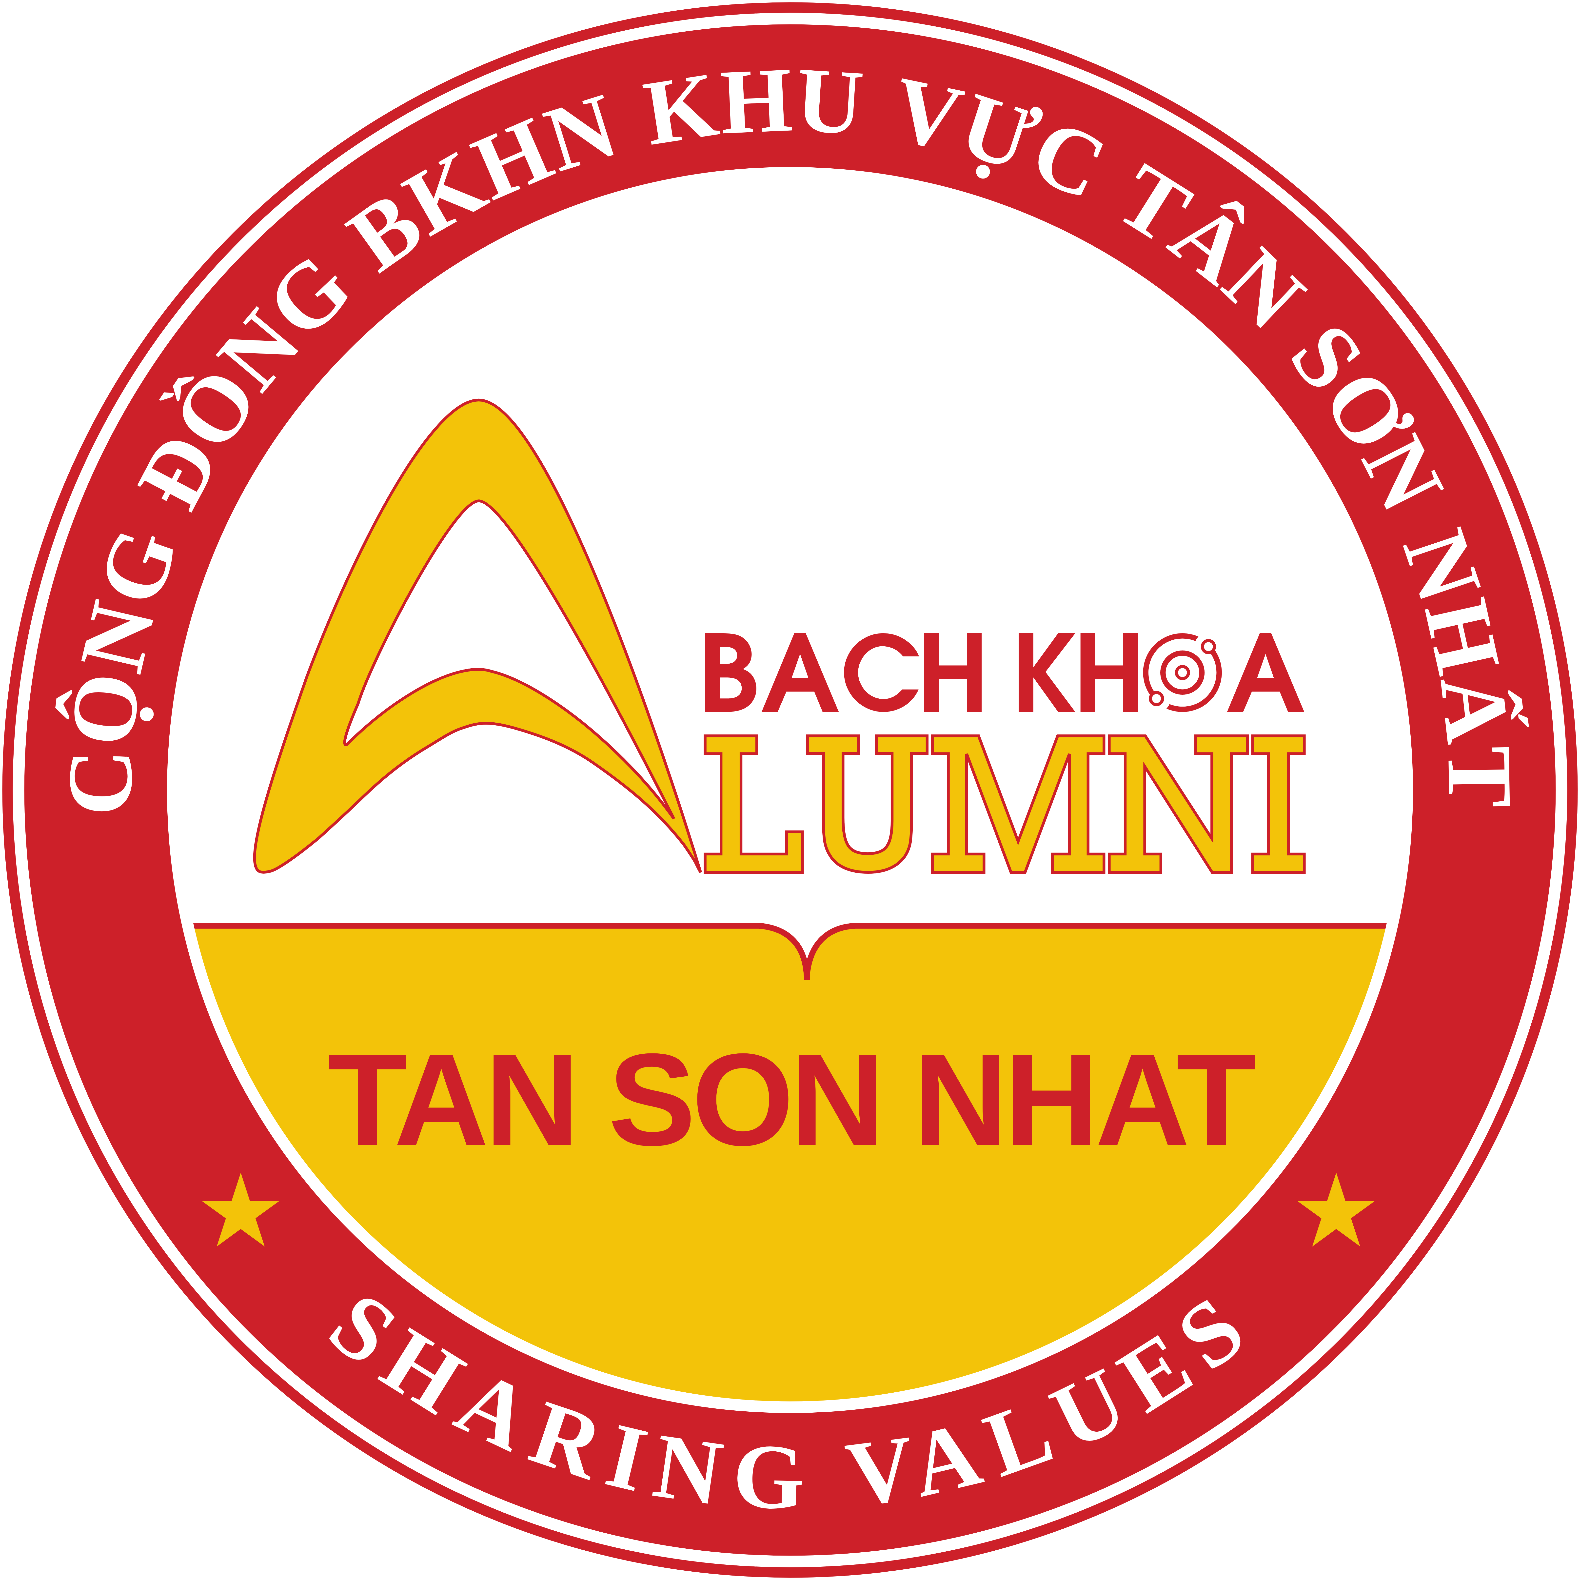 CỘNG ĐỒNG BKHN KHU VỰC TÂN SƠN NHẤT
BACH KHOA
ALUMNI
TAN SON NHAT
SHARING VALUES